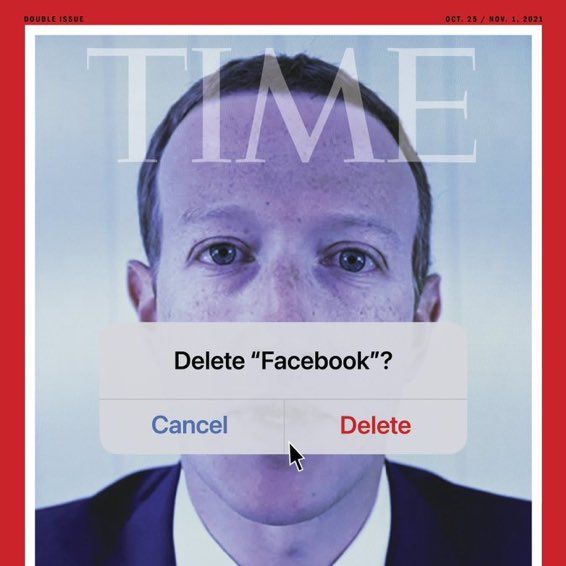 DOUBLE ISSUE
OCT. 25 / NOV. 1, 2021
TIME
Delete “Facebook”?
Cancel
Delete